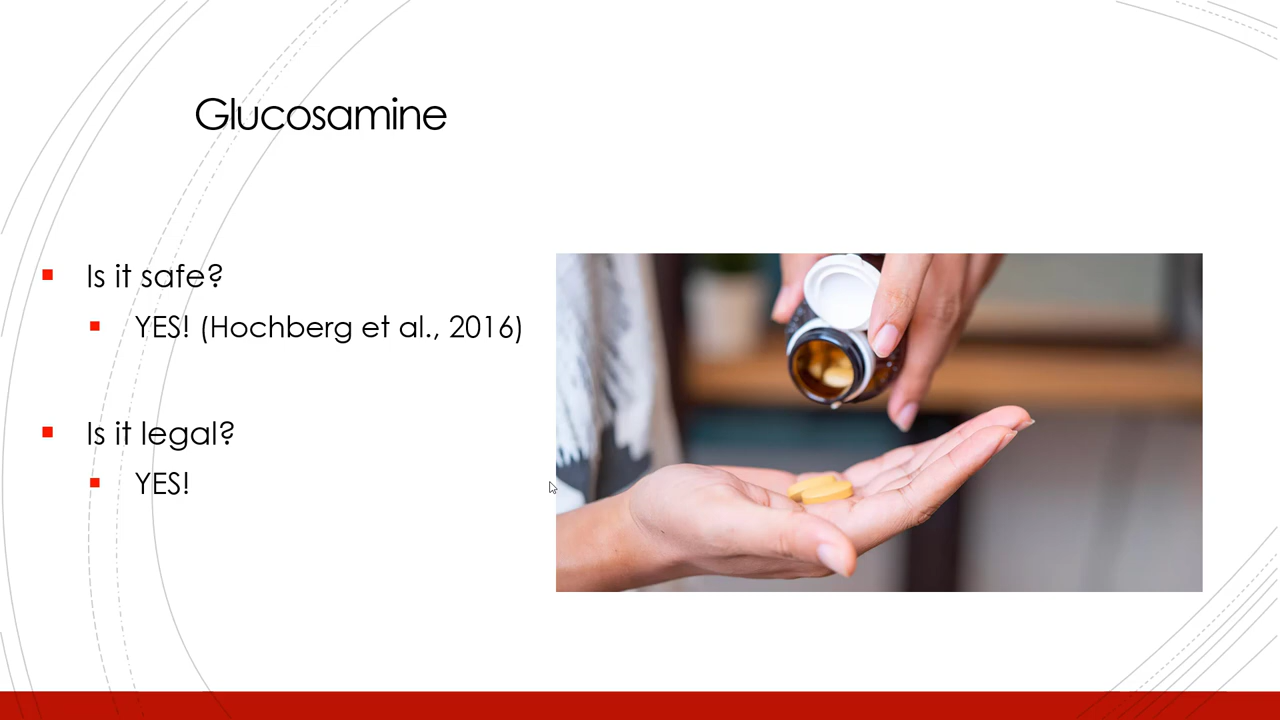 Glucosamine
Is it safe?
YES! (Hochberg et al., 2016)
Is it legal?
YES!